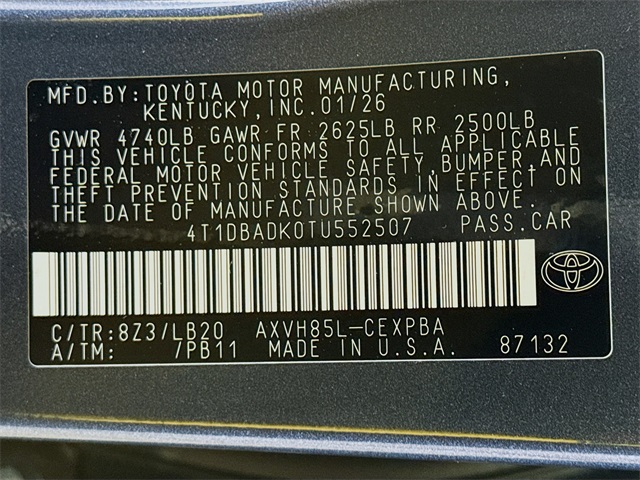 MFD.BY:TOYOTA MOTOR MANUFACTURING,
KENTUCKY,INC.01/26
GVWR 4740LB GAWR FR 2625LB RR 2500LB
THIS VEHICLE CONFORMS TO ALL APPLICABLE
FEDERAL MOTOR VEHICLE SAFETY,BUMPER,AND
THEFT PREVENTION STANDARDS IN EFFECT ON
THE DATE OF MANUFACTURE SHOWN ABOVE.
4T1DBADK0TU552507 PASS.CAR
C/TR:8Z3/LB20 AXVH85L-CEXPBA
A/TM: /PB11 MADE IN U.S.A. 87132